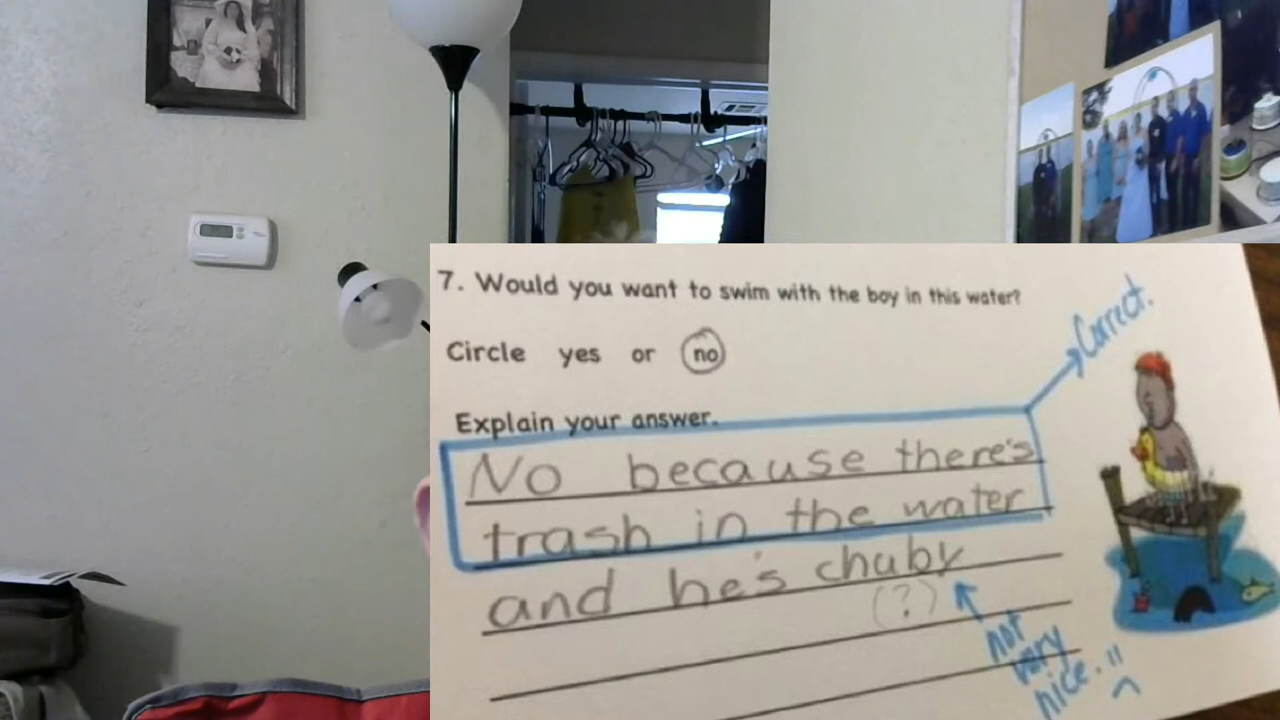 7. Would you want to swim with the boy in this water?
Correct.
Circle yes or no
Explain your answer.
No because there's
trash in the water
and he's chuby
(?)
not
vary
nice.